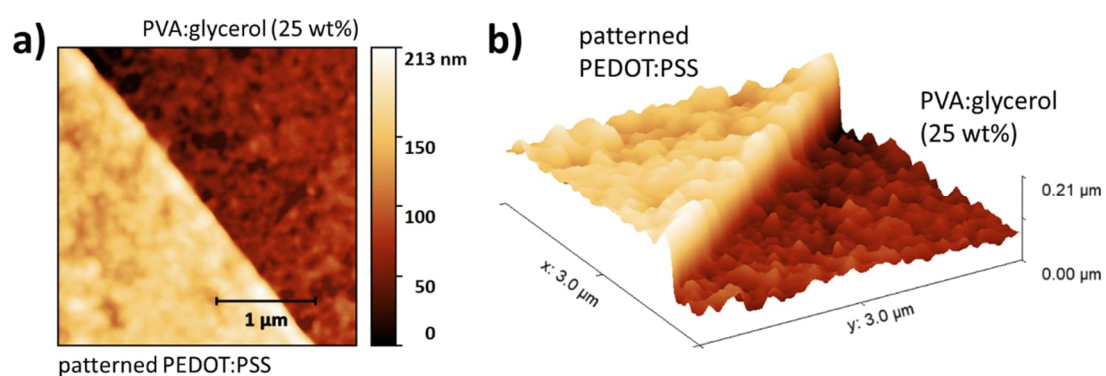 a)
PVA:glycerol (25 wt%)
213 nm
150
100
50
0
1 µm
patterned PEDOT:PSS
b)
patterned
PEDOT:PSS
PVA:glycerol
(25 wt%)
0.21 µm
0.00 µm
x: 3.0 µm
y: 3.0 µm